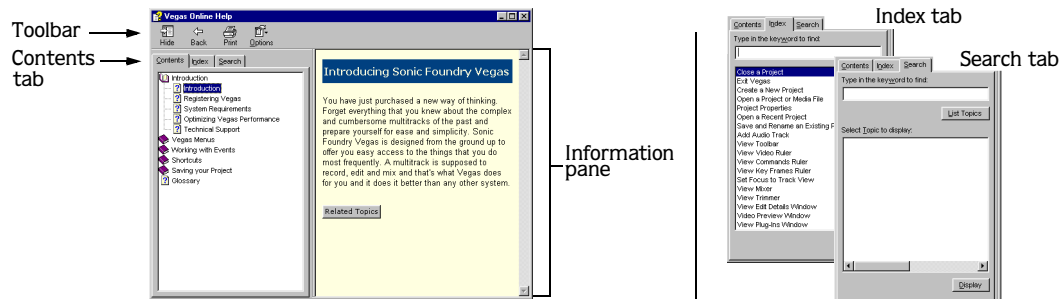 Toolbar
Contents
tab
Vegas Online Help
Hide Back Print Options
Contents Index Search
Introduction
Introduction
Registering Vegas
System Requirements
Optimizing Vegas Performance
Technical Support
Vegas Menus
Working with Events
Shortcuts
Saving your Project
Glossary
Introducing Sonic Foundry Vegas
You have just purchased a new way of thinking.
Forget everything that you knew about the complex
and cumbersome multitracks of the past and
prepare yourself for ease and simplicity. Sonic
Foundry Vegas is designed from the ground up to
offer you easy access to the things that you do
most frequently. A multitrack is supposed to
record, edit and mix and that's what Vegas does
for you and it does it better than any other system.
Related Topics
Information
pane
Index tab
Contents Index Search
Type in the keyword to find:
Close a Project
Exit Vegas
Create a New Project
Open a Project or Media File
Project Properties
Open a Recent Project
Save and Rename an Existing P
Add Audio Track
View Toolbar
View Video Ruler
View Commands Ruler
View Key Frames Ruler
Set Focus to Track View
View Mixer
View Trimmer
View Edit Details Window
Video Preview Window
View Plug-Ins Window
Search tab
Contents Index Search
Type in the keyword to find:
List Topics
Select Topic to display:
Display